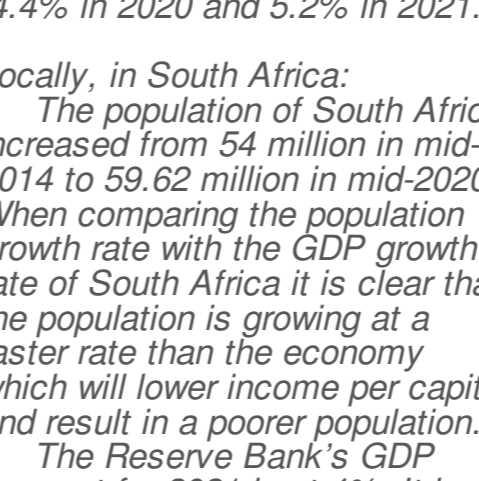 4.4% in 2020 and 5.2% in 2021.
ocally, in South Africa:
The population of South Afric
ncreased from 54 million in mid-
014 to 59.62 million in mid-2020
When comparing the population
rowth rate with the GDP growth
ate of South Africa it is clear tha
he population is growing at a
aster rate than the economy
which will lower income per capit
nd result in a poorer population.
The Reserve Bank's GDP